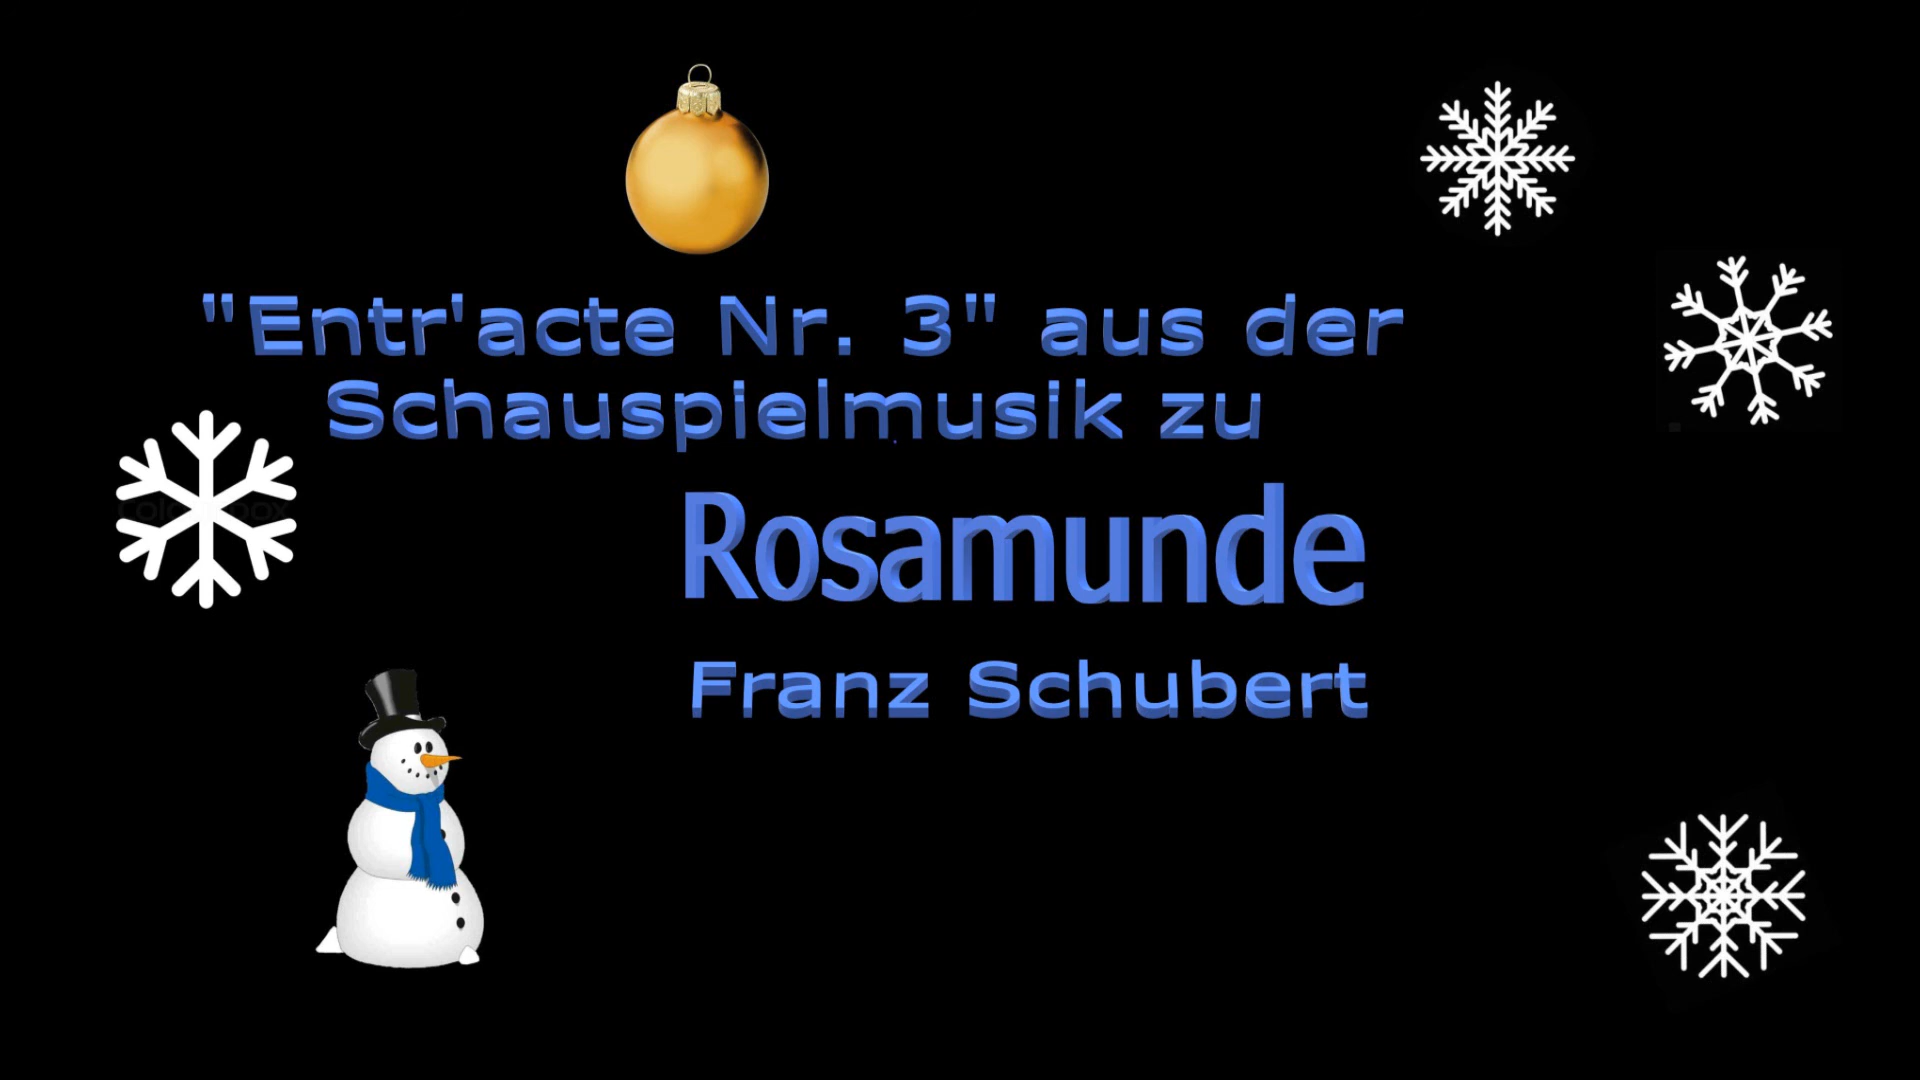 "Entr'acte Nr. 3" aus der
Schauspielmusik zu
Rosamunde
Franz Schubert